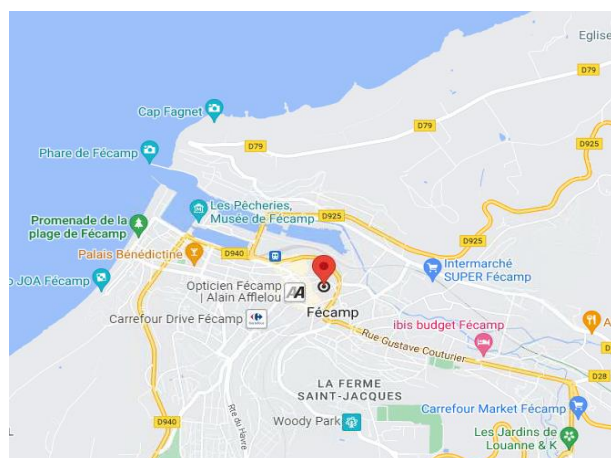 Eglise
D79
D79
Cap Fagnet
D925
Phare de Fécamp
D79
Les Pêcheries,
Musée de Fécamp
D925
Promenade de la
plage de Fécamp
D925
D940
Palais Bénédictine
Intermarché
SUPER Fécamp
o JOA Fécamp
Opticien Fécamp
| Alain Afflelou
AA
Fécamp
Carrefour Drive Fécamp
ibis budget Fécamp
A
Rue Gustave Couturier
D28
LA FERME
SAINT-JACQUES
Rte du Havre
Carrefour Market Fécamp
D940
Woody Park
Les Jardins de
Louanne & K